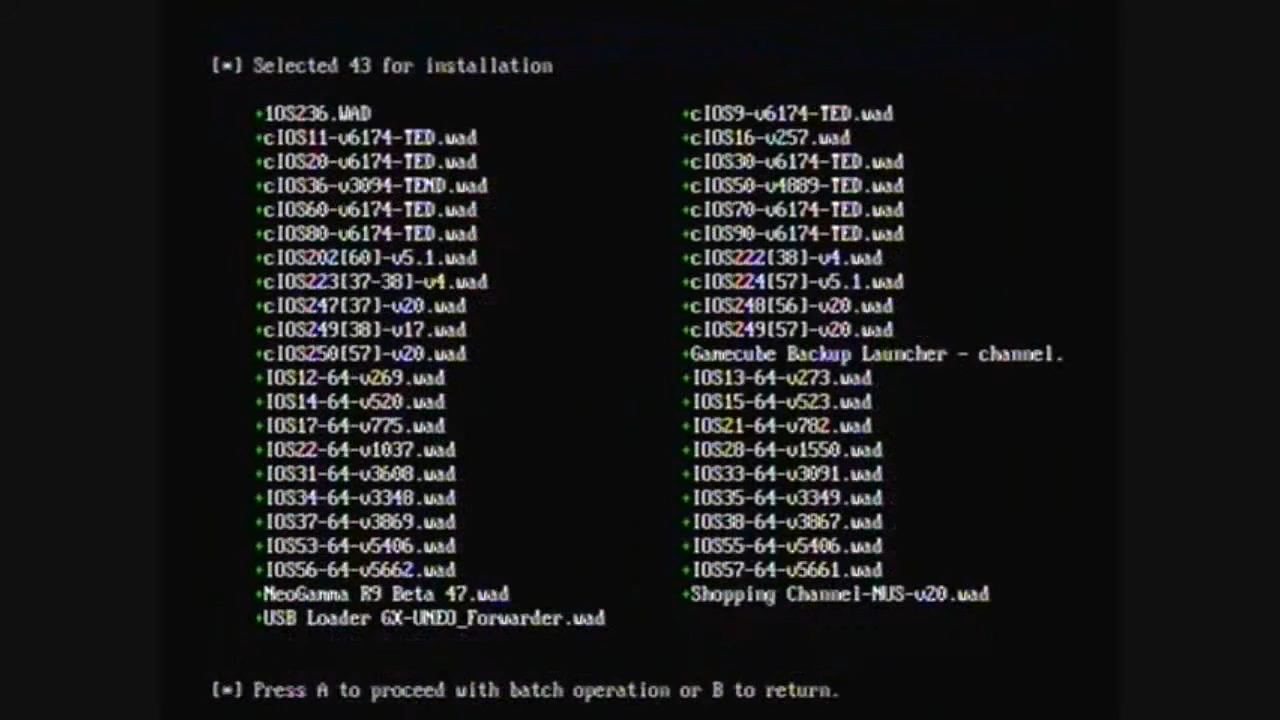 [*] Selected 43 for installation
+IOS236.WAD +cIOS9-v6174-TED.wad
+cIOS11-v6174-TED.wad +cIOS16-v257.wad
+cIOS20-v6174-TED.wad +cIOS30-v6174-TED.wad
+cIOS36-v3094-TEMD.wad +cIOS50-v4889-TED.wad
+cIOS60-v6174-TED.wad +cIOS70-v6174-TED.wad
+cIOS80-v6174-TED.wad +cIOS90-v6174-TED.wad
+cIOS202[60]-v5.1.wad +cIOS222[38]-v4.wad
+cIOS223[37-38]-v4.wad +cIOS224[57]-v5.1.wad
+cIOS247[37]-v20.wad +cIOS248[56]-v20.wad
+cIOS249[38]-v17.wad +cIOS249[57]-v20.wad
+cIOS250[57]-v20.wad +Gamecube Backup Launcher - channel.
+IOS12-64-v269.wad +IOS13-64-v273.wad
+IOS14-64-v520.wad +IOS15-64-v523.wad
+IOS17-64-v775.wad +IOS21-64-v782.wad
+IOS22-64-v1037.wad +IOS28-64-v1550.wad
+IOS31-64-v3608.wad +IOS33-64-v3091.wad
+IOS34-64-v3348.wad +IOS35-64-v3349.wad
+IOS37-64-v3869.wad +IOS38-64-v3867.wad
+IOS53-64-v5406.wad +IOS55-64-v5406.wad
+IOS56-64-v5662.wad +IOS57-64-v5661.wad
+NeoGamma R9 Beta 47.wad +Shopping Channel-NUS-v20.wad
+USB Loader GX-UNEO_Forwarder.wad
[*] Press A to proceed with batch operation or B to return.